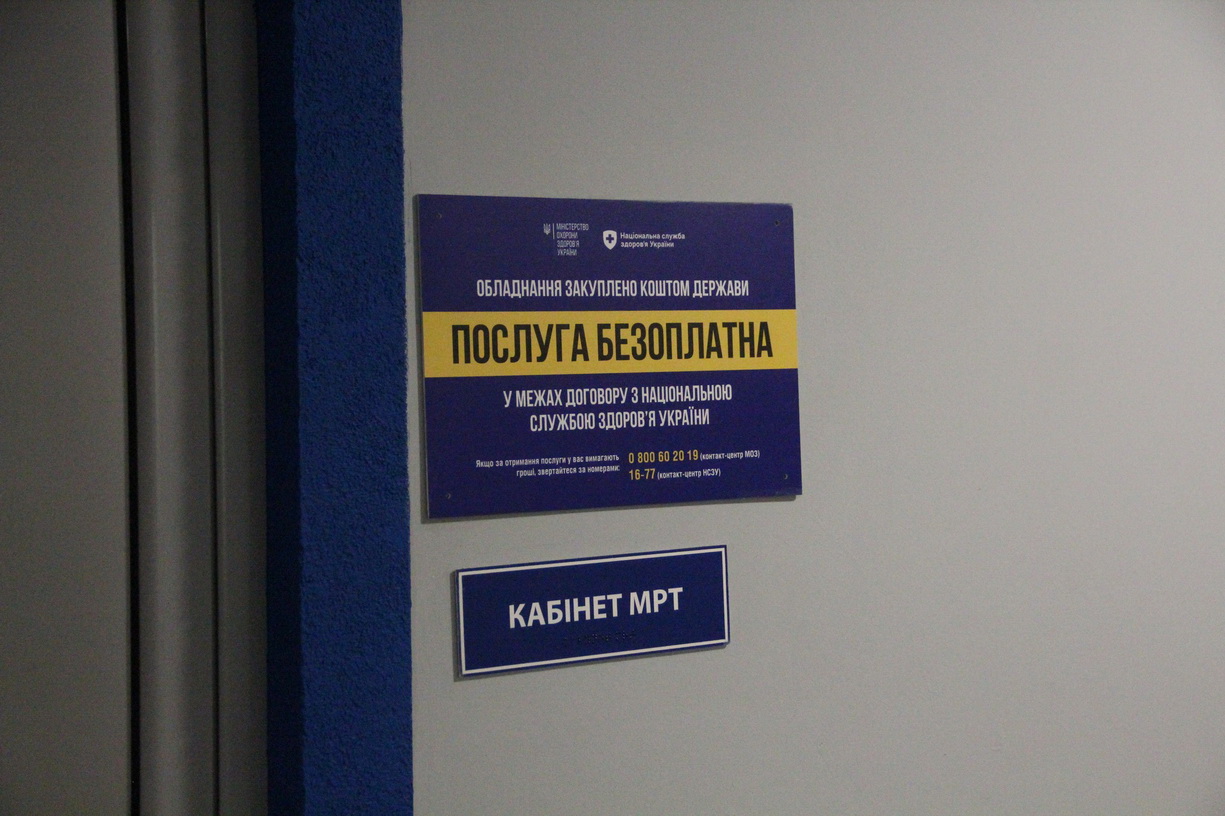 МІНІСТЕРСТВО
ОХОРОНИ
ЗДОРОВ'Я
УКРАЇНИ
Національна служба
здоров'я України
ОБЛАДНАННЯ ЗАКУПЛЕНО КОШТОМ ДЕРЖАВИ
ПОСЛУГА БЕЗОПЛАТНА
У МЕЖАХ ДОГОВОРУ З НАЦІОНАЛЬНОЮ
СЛУЖБОЮ ЗДОРОВ'Я УКРАЇНИ
Якщо за отримання послуги у вас вимагають
гроші, звертайтеся за номерами:
0 800 60 20 19 (контакт-центр МОЗ)
16-77 (контакт-центр НСЗУ)
КАБІНЕТ МРТ